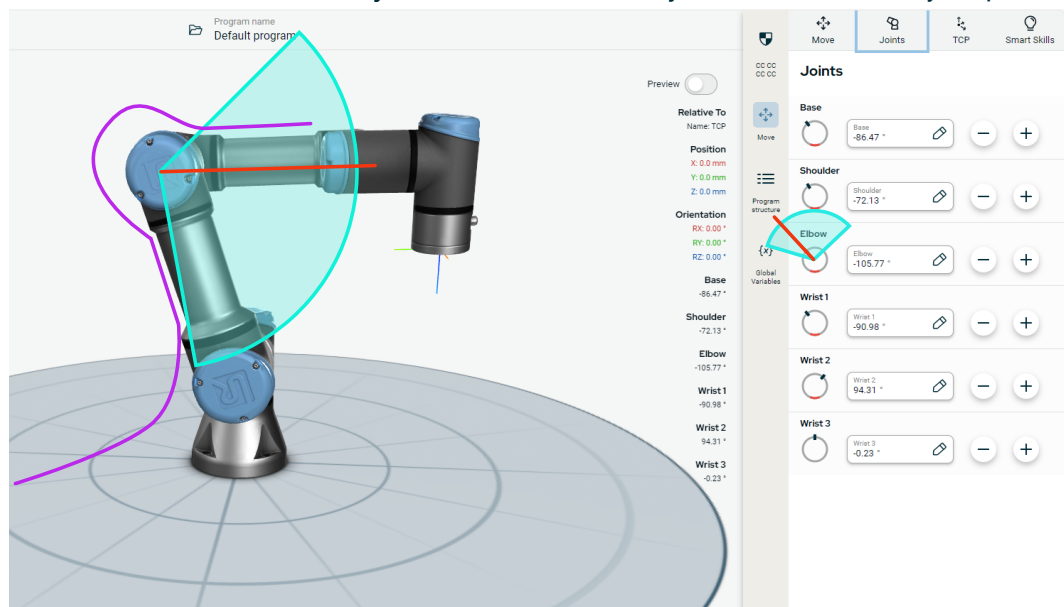 Program name
Default program
Preview
Relative To
Name: TCP
Position
X: 0.0 mm
Y: 0.0 mm
Z: 0.0 mm
Orientation
RX: 0.00 °
RY: 0.00 °
RZ: 0.00 °
Base
-86.47 °
Shoulder
-72.13 °
Elbow
-105.77 °
Wrist 1
-90.98 °
Wrist 2
94.31 °
Wrist 3
-0.23 °
UR
CC CC
CC CC
Move
Program
structure
{x}
Global
Variables
Move
Joints
TCP
Smart Skills
Joints
Base
Base
-86.47 °
Shoulder
Shoulder
-72.13 °
Elbow
Elbow
-105.77 °
Wrist 1
Wrist 1
-90.98 °
Wrist 2
Wrist 2
94.31 °
Wrist 3
Wrist 3
-0.23 °